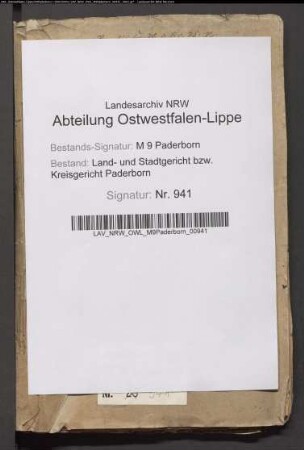 Landesarchiv NRW
Abteilung Ostwestfalen-Lippe
Bestands-Signatur: M 9 Paderborn
Bestand: Land- und Stadtgericht bzw.
Kreisgericht Paderborn
Signatur: Nr. 941
LAV_NRW_OWL_M9Paderborn_00941
Nr.